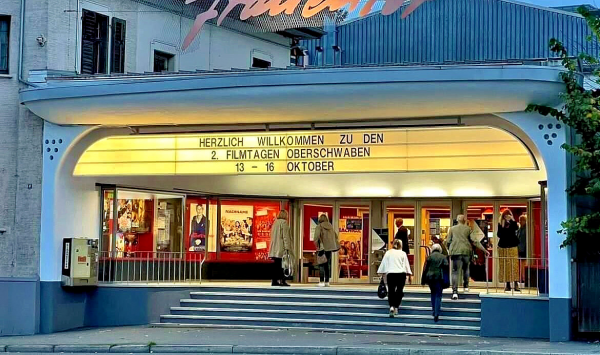 HERZLICH WILLKOMMEN ZU DEN
2. FILMTAGEN OBERSCHWABEN
13 – 16 OKTOBER